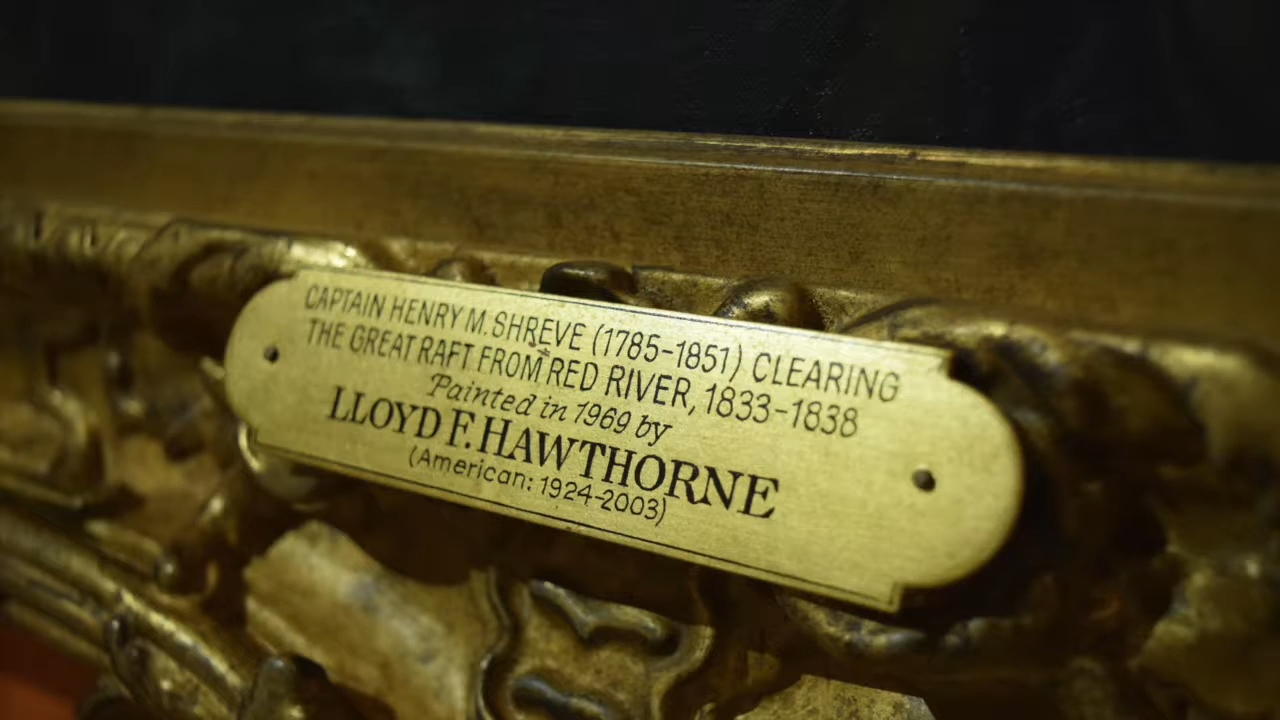 CAPTAIN HENRY M. SHREVE (1785-1851) CLEARING
THE GREAT RAFT FROM RED RIVER, 1833-1838
Painted in 1969 by
LLOYD F. HAWTHORNE
(American: 1924-2003)